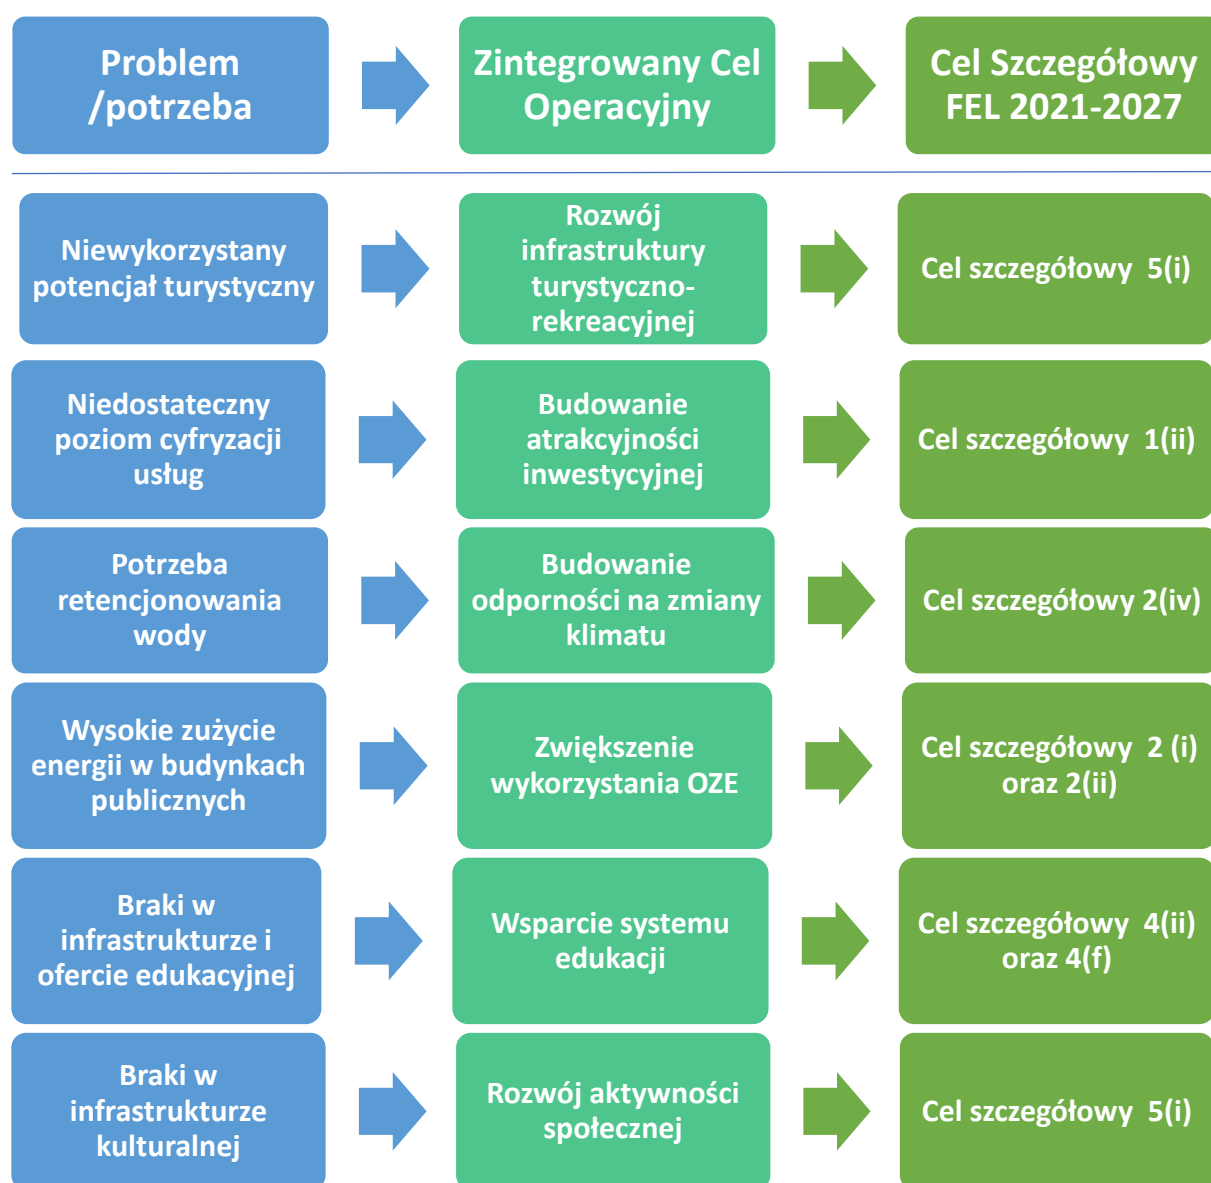 Problem
/potrzeba
Zintegrowany Cel
Operacyjny
Cel Szczegółowy
FEL 2021-2027
Niewykorzystany
potencjał turystyczny
Rozwój
infrastruktury
turystyczno-
rekreacyjnej
Cel szczegółowy 5(i)
Niedostateczny
poziom cyfryzacji
usług
Budowanie
atrakcyjności
inwestycyjnej
Cel szczegółowy 1(ii)
Potrzeba
retencjonowania
wody
Budowanie
odporności na zmiany
klimatu
Cel szczegółowy 2(iv)
Wysokie zużycie
energii w budynkach
publicznych
Zwiększenie
wykorzystania OZE
Cel szczegółowy 2 (i)
oraz 2(ii)
Braki w
infrastrukturze i
ofercie edukacyjnej
Wsparcie systemu
edukacji
Cel szczegółowy 4(ii)
oraz 4(f)
Braki w
infrastrukturze
kulturalnej
Rozwój aktywności
społecznej
Cel szczegółowy 5(i)